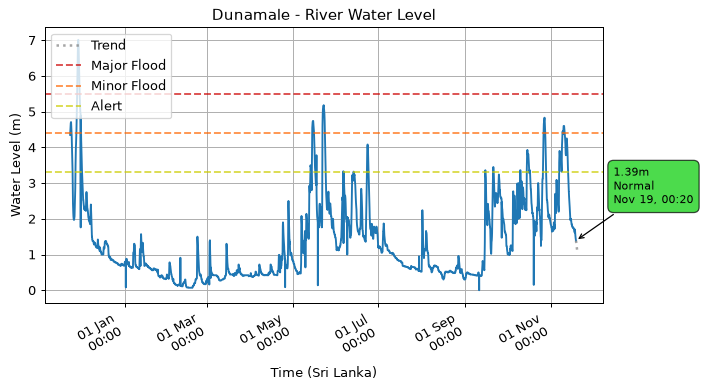 Dunamale - River Water Level
Trend
Major Flood
Minor Flood
Alert
7
6
5
4
3
2
1
0
Water Level (m)
1.39m
Normal
Nov 19, 00:20
01 Jan
00:00
01 Mar
00:00
01 May
00:00
01 Jul
00:00
01 Sep
00:00
01 Nov
00:00
Time (Sri Lanka)